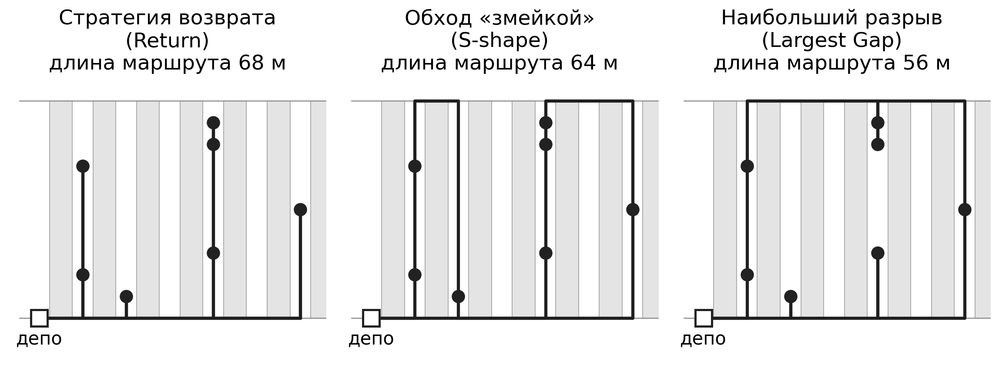 Стратегия возврата
(Return)
длина маршрута 68 м
Обход «змейкой»
(S-shape)
длина маршрута 64 м
Наибольший разрыв
(Largest Gap)
длина маршрута 56 м
депо
депо
депо